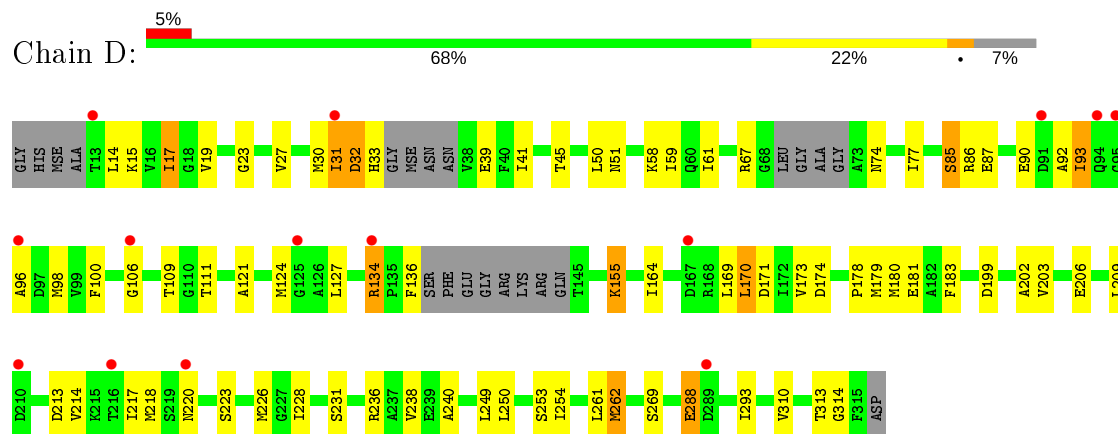 5%
Chain D:
68% 22% • 7%
GLY HIS MSE ALA T13 L14 K15 V16 I17 G18 V19 G23 V27 M30 I31 D32 H33 GLY MSE ASN ASN V38 E39 F40 I41 T45 L50 N51 K58 I59 Q60 I61 R67 G68 LEU GLY ALA GLY A73 N74 I77 S85 R86 E87 E90 D91 A92 I93 Q94
A96 D97 M98 V99 F100 G106 T109 G110 T111 A121 M124 G125 A126 L127 R134 P135 F136 SER PHE GLU GLY ARG LYS ARG GLN T145 K155 I164 D167 R168 L169 L170 D171 I172 V173 D174 P178 M179 M180 E181 A182 F183 D199 A202 V203 E206
D210 D213 V214 K215 T216 I217 M218 S219 N220 S223 M226 G227 I228 S231 R236 A237 V238 E239 A240 L249 L250 S253 I254 L261 M262 S269 E288 D289 I293 V310 T313 G314 F315 ASP